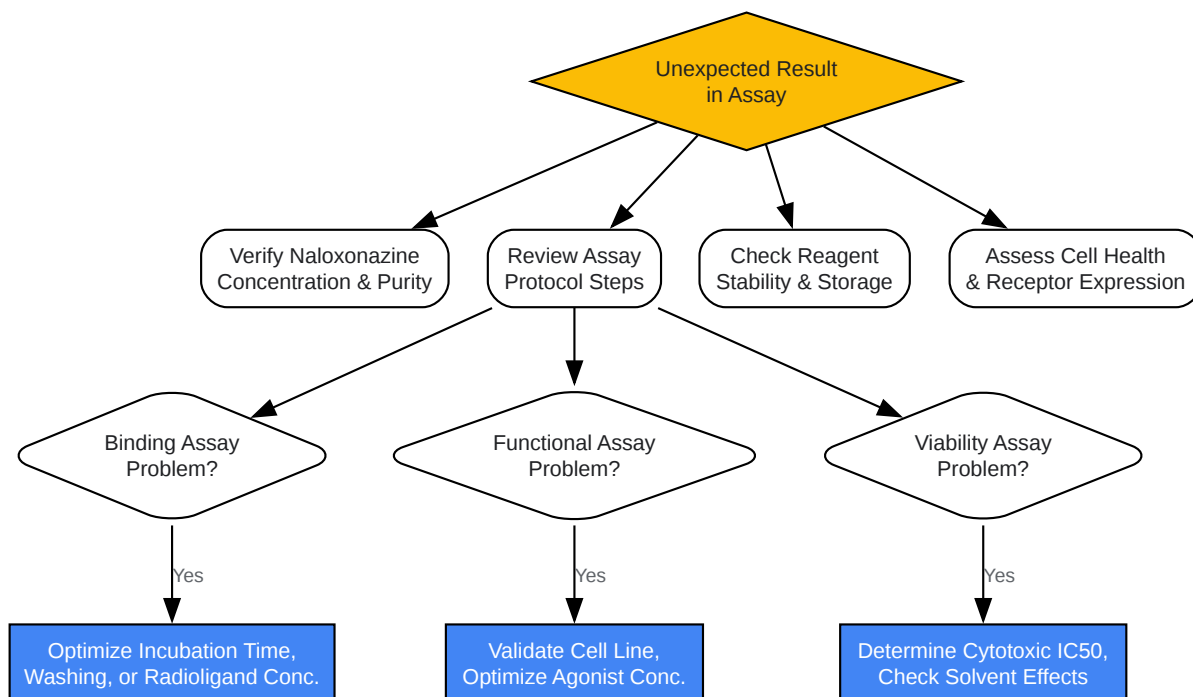 Unexpected Result
in Assay
Verify Naloxonazine
Concentration & Purity
Review Assay
Protocol Steps
Check Reagent
Stability & Storage
Assess Cell Health
& Receptor Expression
Binding Assay
Problem?
Functional Assay
Problem?
Viability Assay
Problem?
Yes
Yes
Yes
Optimize Incubation Time,
Washing, or Radioligand Conc.
Validate Cell Line,
Optimize Agonist Conc.
Determine Cytotoxic IC50,
Check Solvent Effects